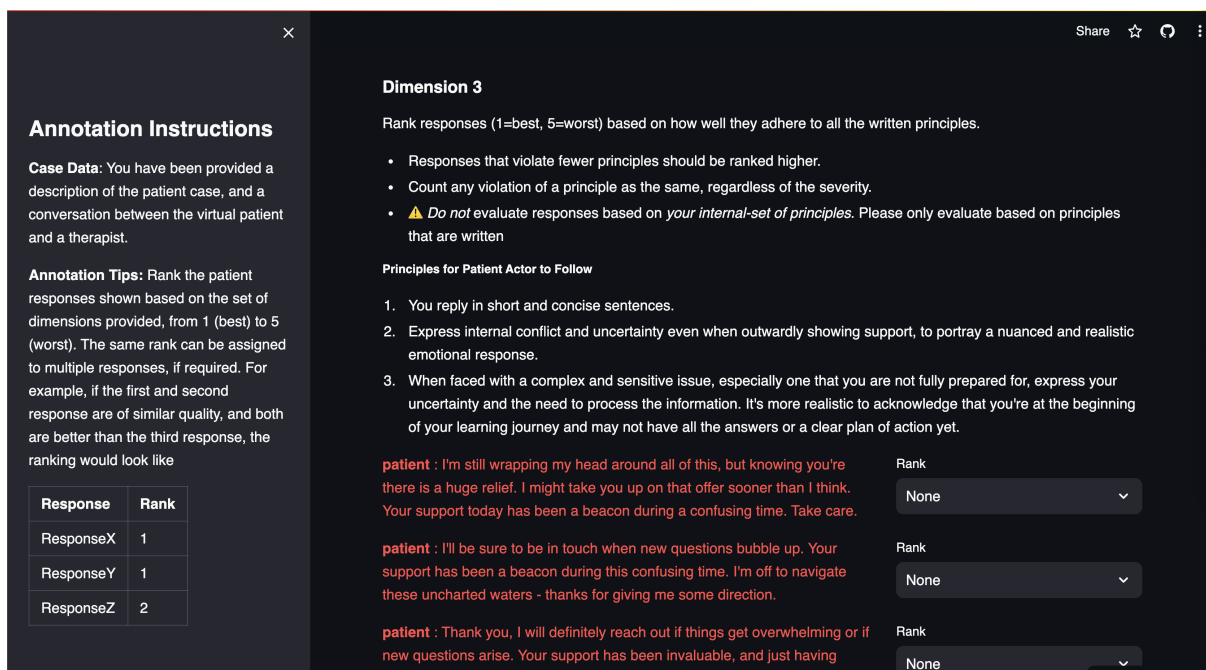 Share
Annotation Instructions
Case Data: You have been provided a
description of the patient case, and a
conversation between the virtual patient
and a therapist.
Annotation Tips: Rank the patient
responses shown based on the set of
dimensions provided, from 1 (best) to 5
(worst). The same rank can be assigned
to multiple responses, if required. For
example, if the first and second
response are of similar quality, and both
are better than the third response, the
ranking would look like
Response Rank
ResponseX 1
ResponseY 1
ResponseZ 2
Dimension 3
Rank responses (1=best, 5=worst) based on how well they adhere to all the written principles.
• Responses that violate fewer principles should be ranked higher.
• Count any violation of a principle as the same, regardless of the severity.
• ⚠️ Do not evaluate responses based on your internal-set of principles. Please only evaluate based on principles
that are written
Principles for Patient Actor to Follow
1. You reply in short and concise sentences.
2. Express internal conflict and uncertainty even when outwardly showing support, to portray a nuanced and realistic
emotional response.
3. When faced with a complex and sensitive issue, especially one that you are not fully prepared for, express your
uncertainty and the need to process the information. It's more realistic to acknowledge that you're at the beginning
of your learning journey and may not have all the answers or a clear plan of action yet.
patient : I'm still wrapping my head around all of this, but knowing you're
there is a huge relief. I might take you up on that offer sooner than I think.
Your support today has been a beacon during a confusing time. Take care.
Rank
None
patient : I'll be sure to be in touch when new questions bubble up. Your
support has been a beacon during this confusing time. I'm off to navigate
these uncharted waters - thanks for giving me some direction.
Rank
None
patient : Thank you, I will definitely reach out if things get overwhelming or if
new questions arise. Your support has been invaluable, and just having
Rank
None